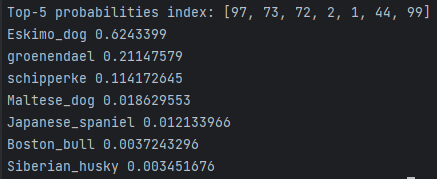 Top-5 probabilities index: [97, 73, 72, 2, 1, 44, 99]
Eskimo_dog 0.6243399
groenendael 0.21147579
schipperke 0.114172645
Maltese_dog 0.018629553
Japanese_spaniel 0.012133966
Boston_bull 0.0037243296
Siberian_husky 0.003451676